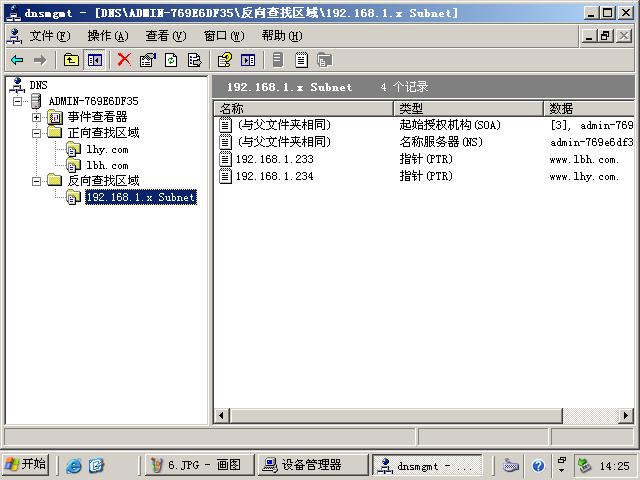 dnsmgmt - [DNS\ADMIN-769E6DF35\反向查找区域\192.168.1.x Subnet]
文件(F) 操作(A) 查看(V) 窗口(W) 帮助(H)
DNS
ADMIN-769E6DF35
事件查看器
正向查找区域
lhy.com
lbh.com
反向查找区域
192.168.1.x Subnet
192.168.1.x Subnet 4 个记录
名称 类型 数据
(与父文件夹相同) 起始授权机构(SOA) [3], admin-769
(与父文件夹相同) 名称服务器(NS) admin-769e6df3
192.168.1.233 指针(PTR) www.lbh.com.
192.168.1.234 指针(PTR) www.lhy.com.
开始 6.JPG - 画图 设备管理器 dnsmgmt - ... 14:25